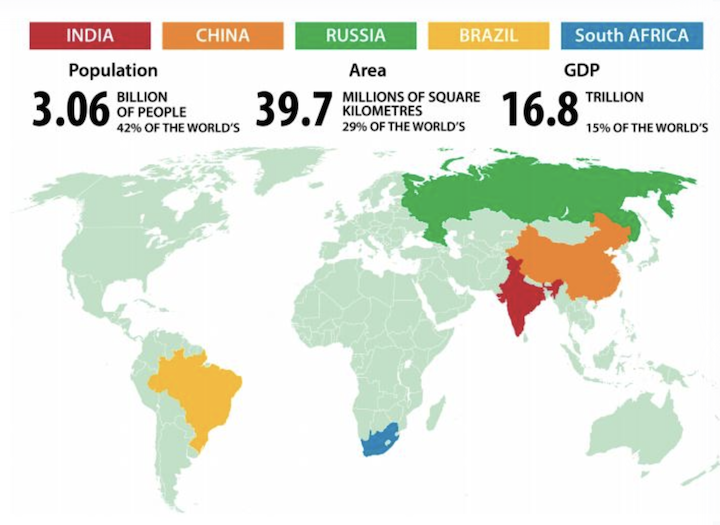 INDIA CHINA RUSSIA BRAZIL South AFRICA
Population Area GDP
3.06 BILLION
OF PEOPLE
42% OF THE WORLD'S
39.7 MILLIONS OF SQUARE
KILOMETRES
29% OF THE WORLD'S
16.8 TRILLION
15% OF THE WORLD'S